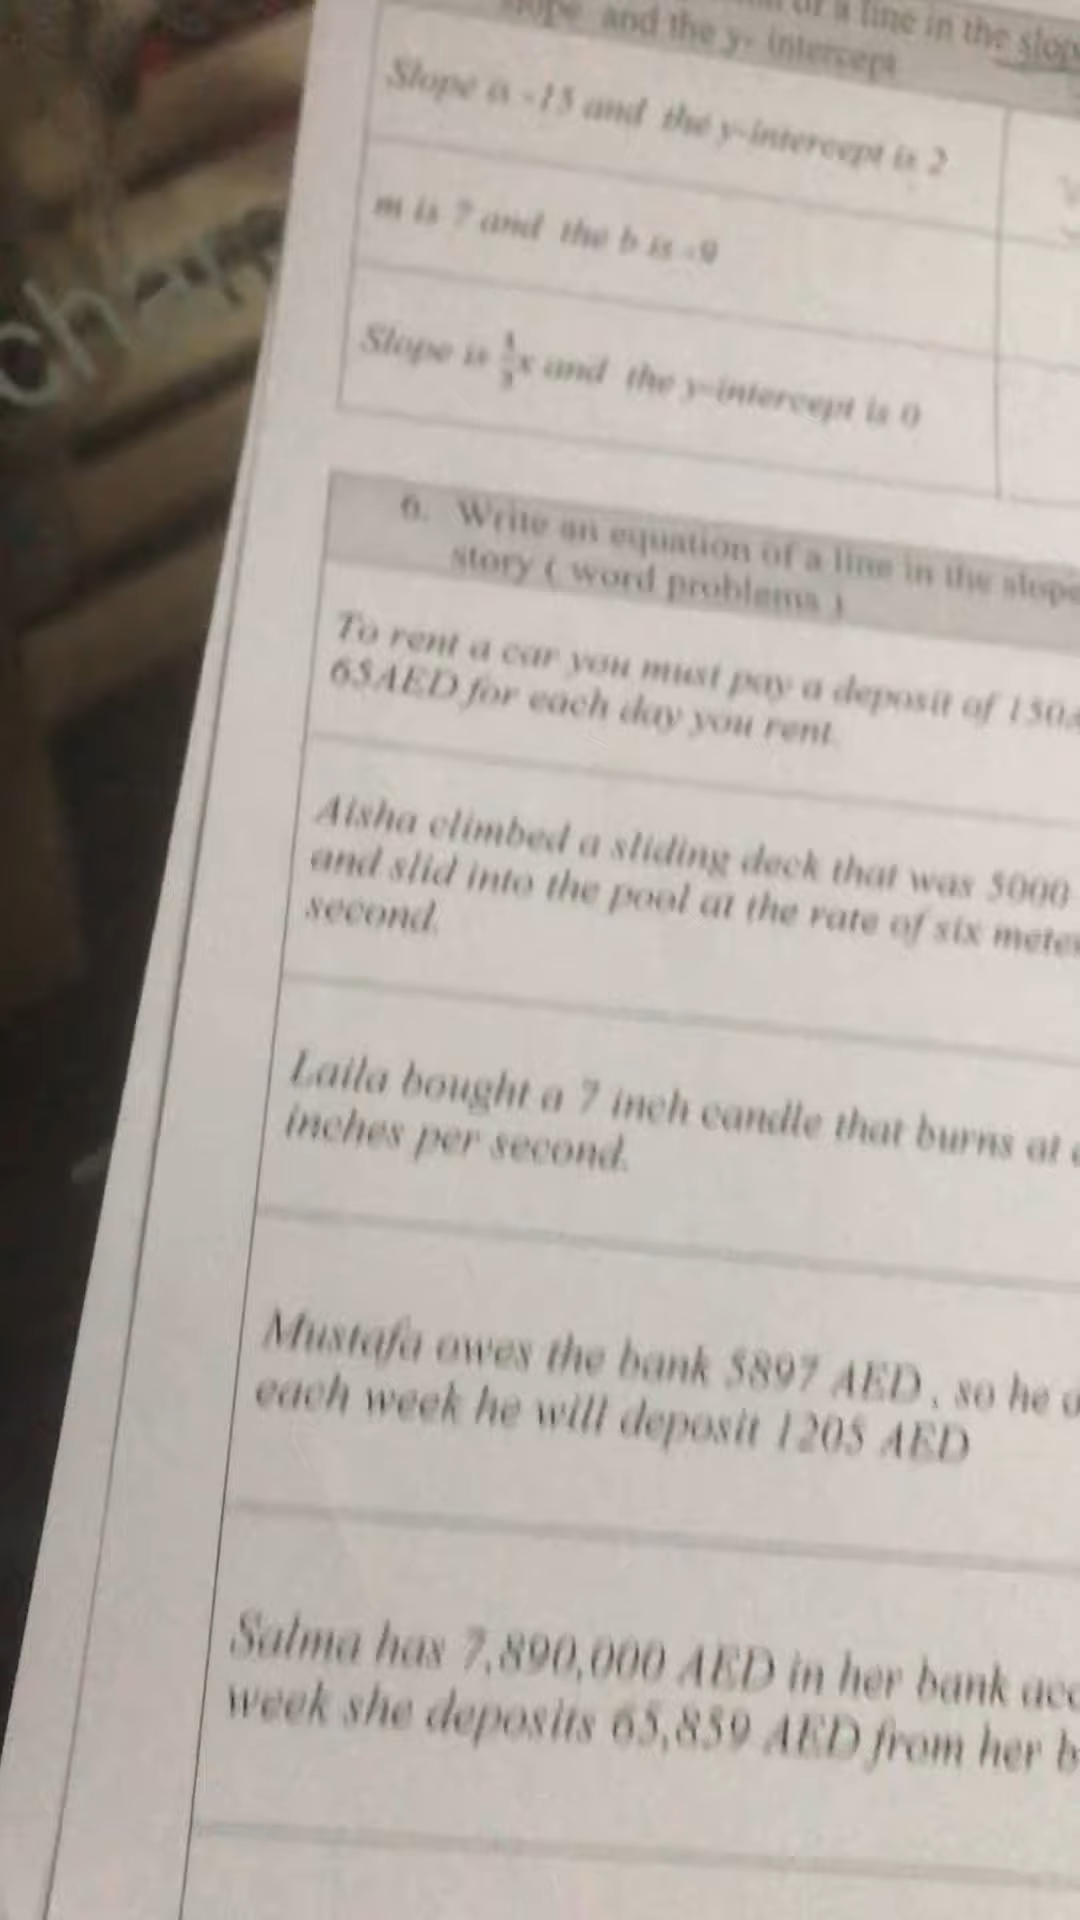 of a line in the slop
slope and the y- intercept
Slope is -15 and the y-intercept is 2
m is 7 and the b is -9
Slope is x and the y-intercept is 0
6. Write an equation of a line in the slope
story ( word problems )
To rent a car you must pay a deposit of 150
65AED for each day you rent.
Aisha climbed a sliding deck that was 5000
and slid into the pool at the rate of six meter
second.
Laila bought a 7 inch candle that burns at
inches per second.
Mustafa owes the bank 5897 AED, so he d
each week he will deposit 1205 AED
Salma has 7,890,000 AED in her bank acc
week she deposits 65,859 AED from her b